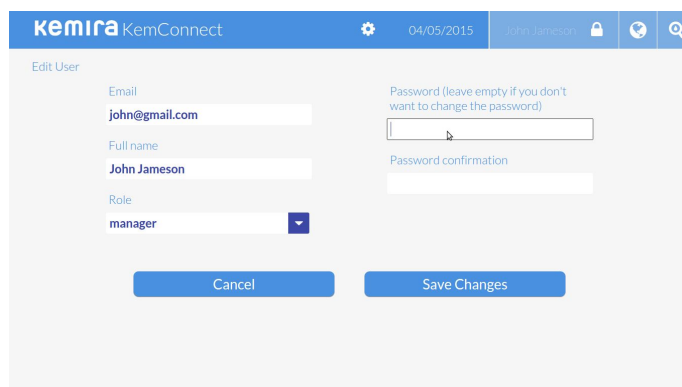 kemira KemConnect
04/05/2015
John Jameson
Edit User
Email
john@gmail.com
Full name
John Jameson
Role
manager
Password (leave empty if you don't
want to change the password)
Password confirmation
Cancel
Save Changes